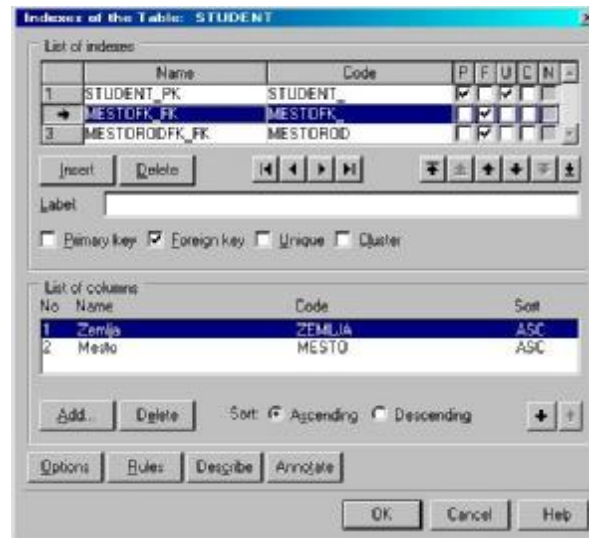 Indexes of the Table: STUDENT
List of indexes
Name Code P F U C N
1 STUDENT_PK STUDENT_
MESTOFK_FK MESTOFK_
3 MESTORODFK_FK MESTOROD
Insert Delete
Label
Primary key Foreign key Unique Cluster
List of columns
No Name Code Sort
1 Zemlja ZEMLJA ASC
2 Mesto MESTO ASC
Add... Delete Sort: Ascending Descending
Options Rules Describe Annotate
OK Cancel Help